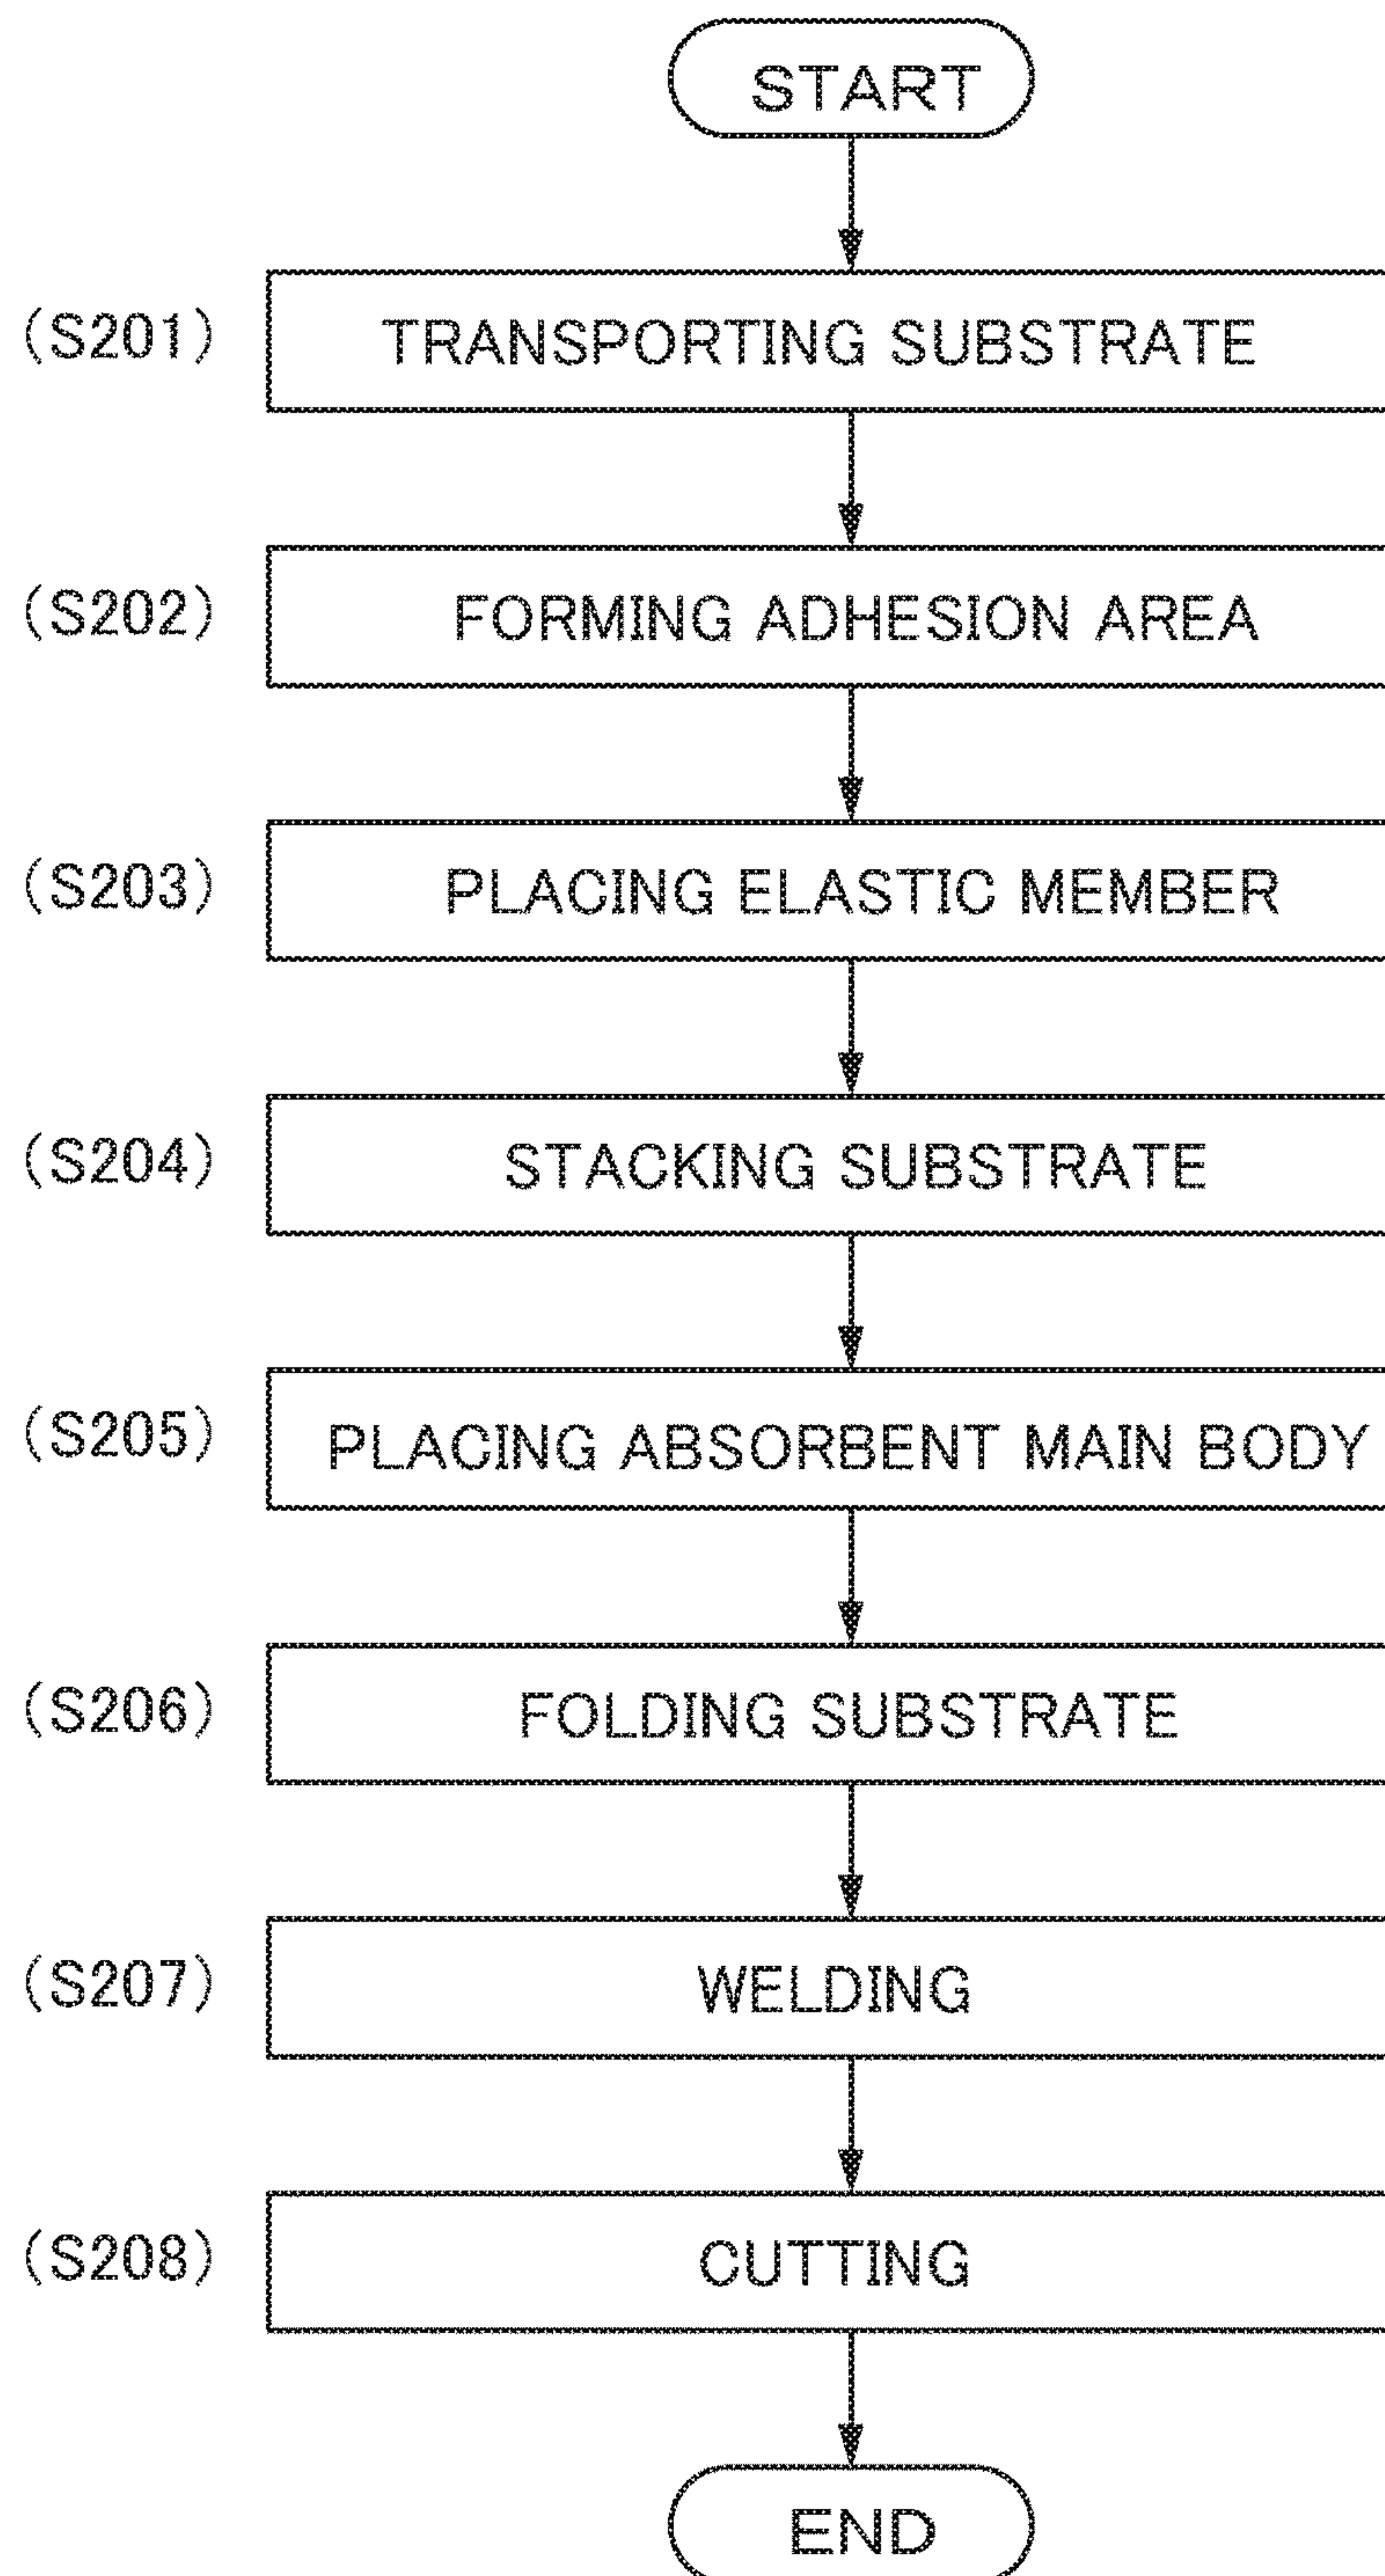 START
(S201) TRANSPORTING SUBSTRATE
(S202) FORMING ADHESION AREA
(S203) PLACING ELASTIC MEMBER
(S204) STACKING SUBSTRATE
(S205) PLACING ABSORBENT MAIN BODY
(S206) FOLDING SUBSTRATE
(S207) WELDING
(S208) CUTTING
END